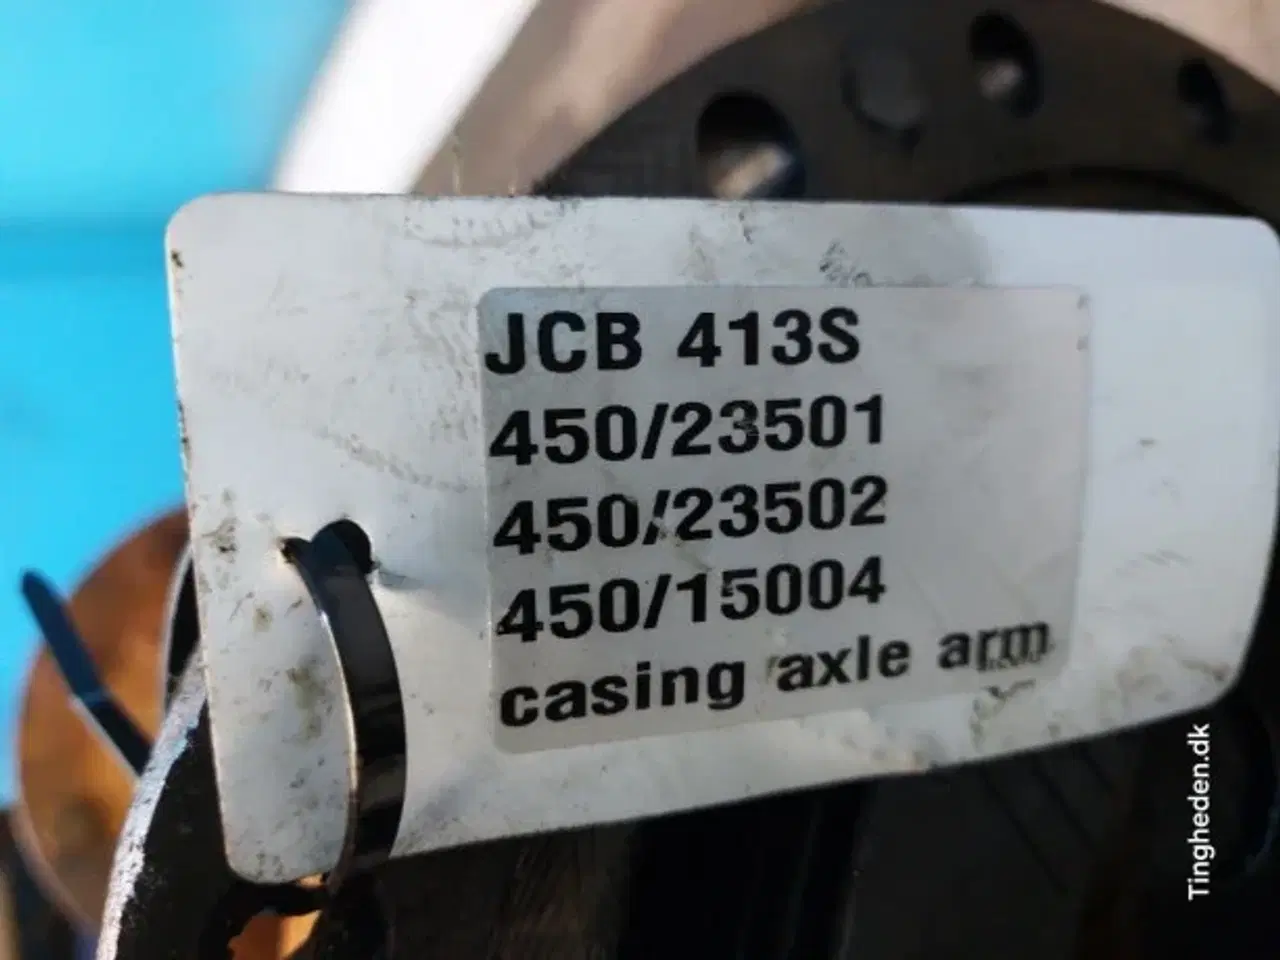 JCB 413S
450/23501
450/23502
450/15004
casing axle arm
Tingheden.dk